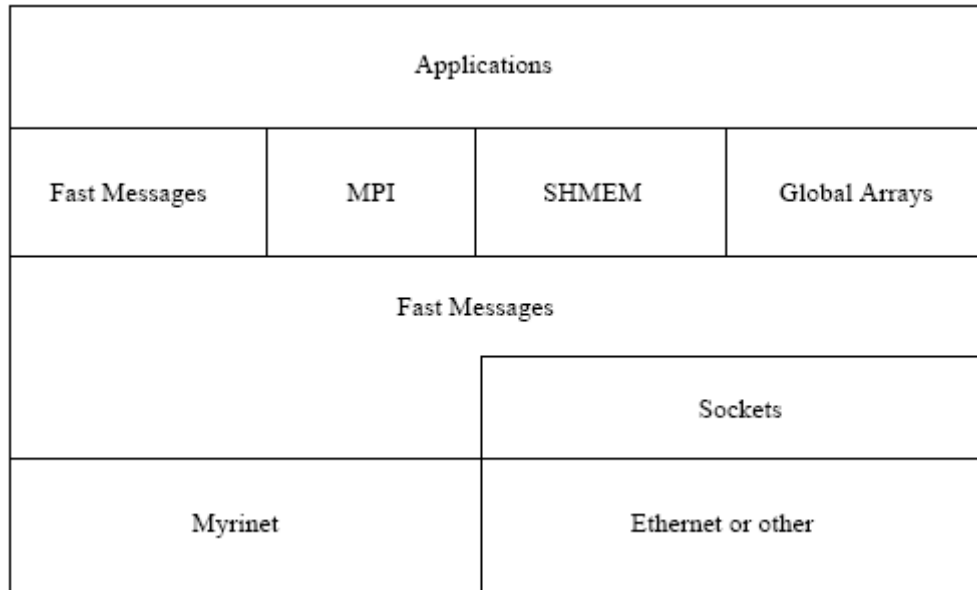 Applications
Fast Messages
MPI
SHMEM
Global Arrays
Fast Messages
Sockets
Myrinet
Ethernet or other